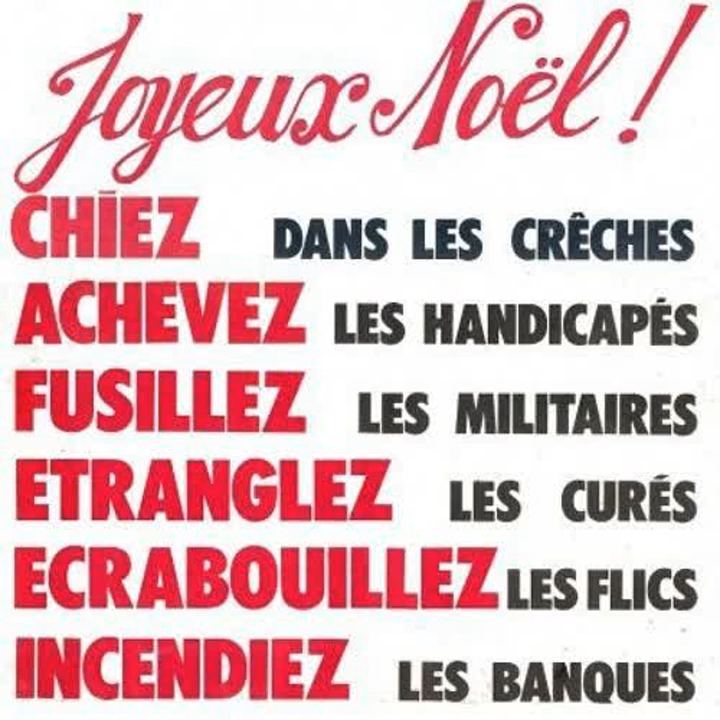 Joyeux Noël !
CHIEZ DANS LES CRÊCHES
ACHEVEZ LES HANDICAPÉS
FUSILLEZ LES MILITAIRES
ETRANGLEZ LES CURÉS
ECRABOUILLEZ LES FLICS
INCENDIEZ LES BANQUES